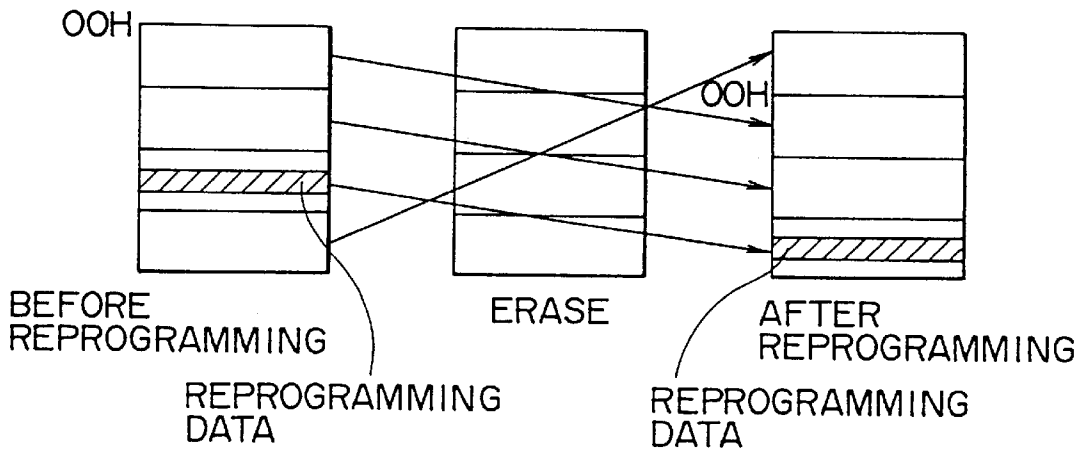 OOH
OOH
BEFORE
REPROGRAMMING
ERASE
AFTER
REPROGRAMMING
REPROGRAMMING
DATA
REPROGRAMMING
DATA